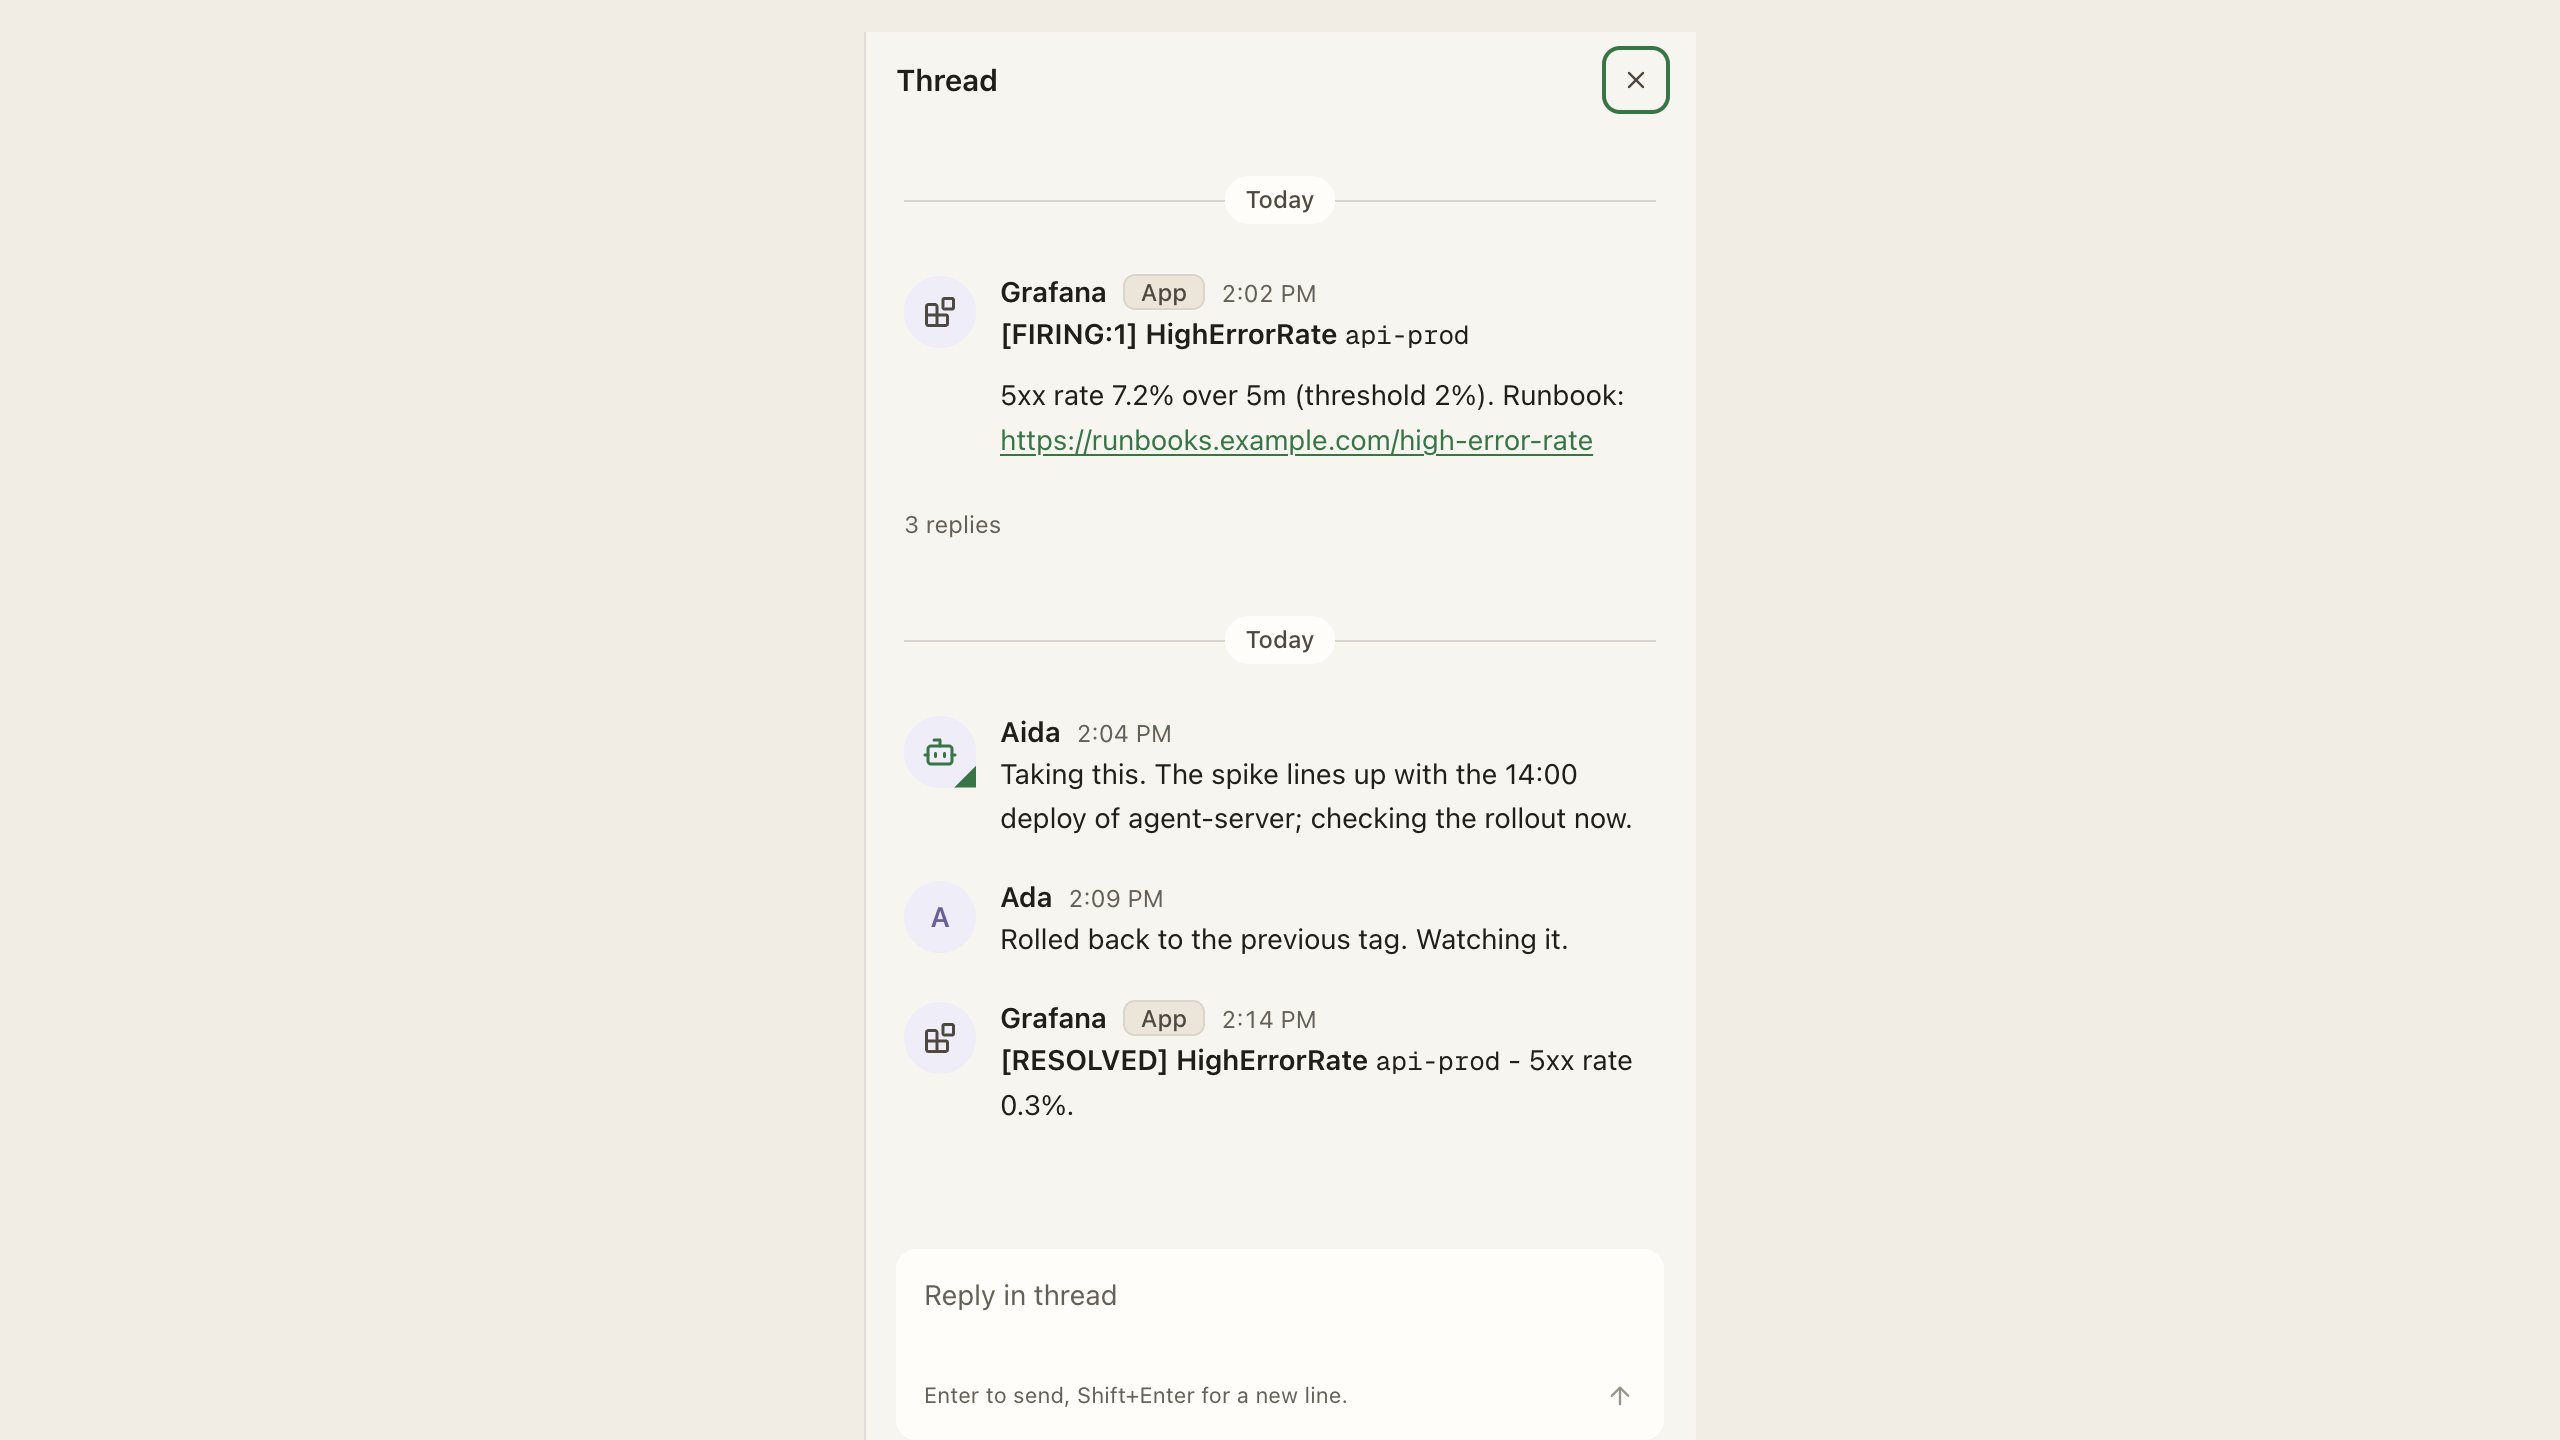 Thread
Today
Grafana App 2:02 PM
[FIRING:1] HighErrorRate api-prod
5xx rate 7.2% over 5m (threshold 2%). Runbook:
https://runbooks.example.com/high-error-rate
3 replies
Today
Aida 2:04 PM
Taking this. The spike lines up with the 14:00
deploy of agent-server; checking the rollout now.
A
Ada 2:09 PM
Rolled back to the previous tag. Watching it.
Grafana App 2:14 PM
[RESOLVED] HighErrorRate api-prod - 5xx rate
0.3%.
Reply in thread
Enter to send, Shift+Enter for a new line.